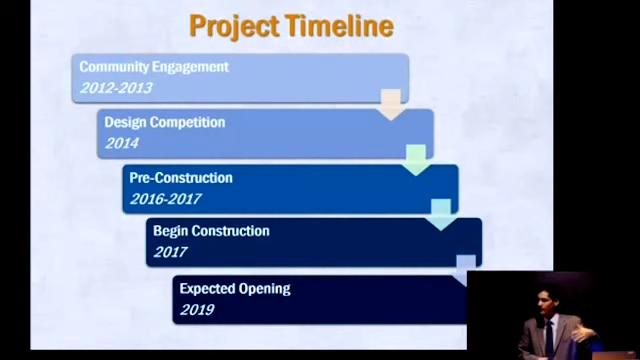 Project Timeline
Community Engagement
2012-2013
Design Competition
2014
Pre-Construction
2016-2017
Begin Construction
2017
Expected Opening
2019